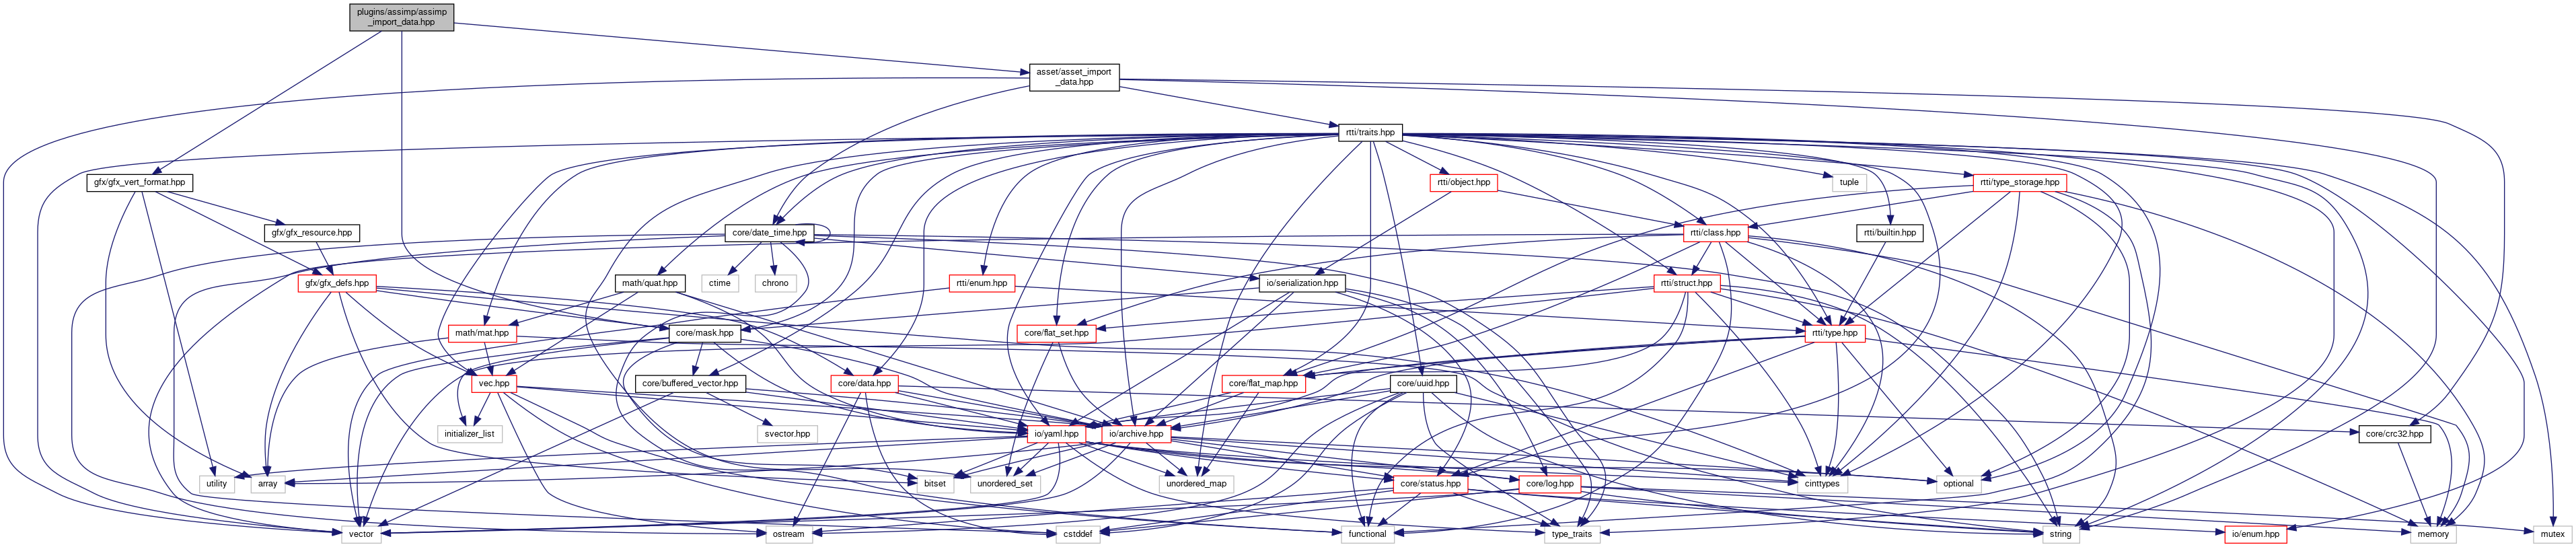 plugins/assimp/assimp
_import_data.hpp
asset/asset_import
_data.hpp
rtti/traits.hpp
gfx/gfx_vert_format.hpp
rtti/object.hpp
tuple
rtti/type_storage.hpp
gfx/gfx_resource.hpp
core/date_time.hpp
rtti/class.hpp
rtti/builtin.hpp
gfx/gfx_defs.hpp
math/quat.hpp
ctime
chrono
rtti/enum.hpp
io/serialization.hpp
rtti/struct.hpp
math/mat.hpp
core/mask.hpp
core/flat_set.hpp
rtti/type.hpp
vec.hpp
core/buffered_vector.hpp
core/data.hpp
core/flat_map.hpp
core/uuid.hpp
initializer_list
svector.hpp
io/yaml.hpp
io/archive.hpp
core/crc32.hpp
utility
array
bitset
unordered_set
unordered_map
core/status.hpp
core/log.hpp
cinttypes
optional
vector
ostream
cstddef
functional
type_traits
string
io/enum.hpp
memory
mutex